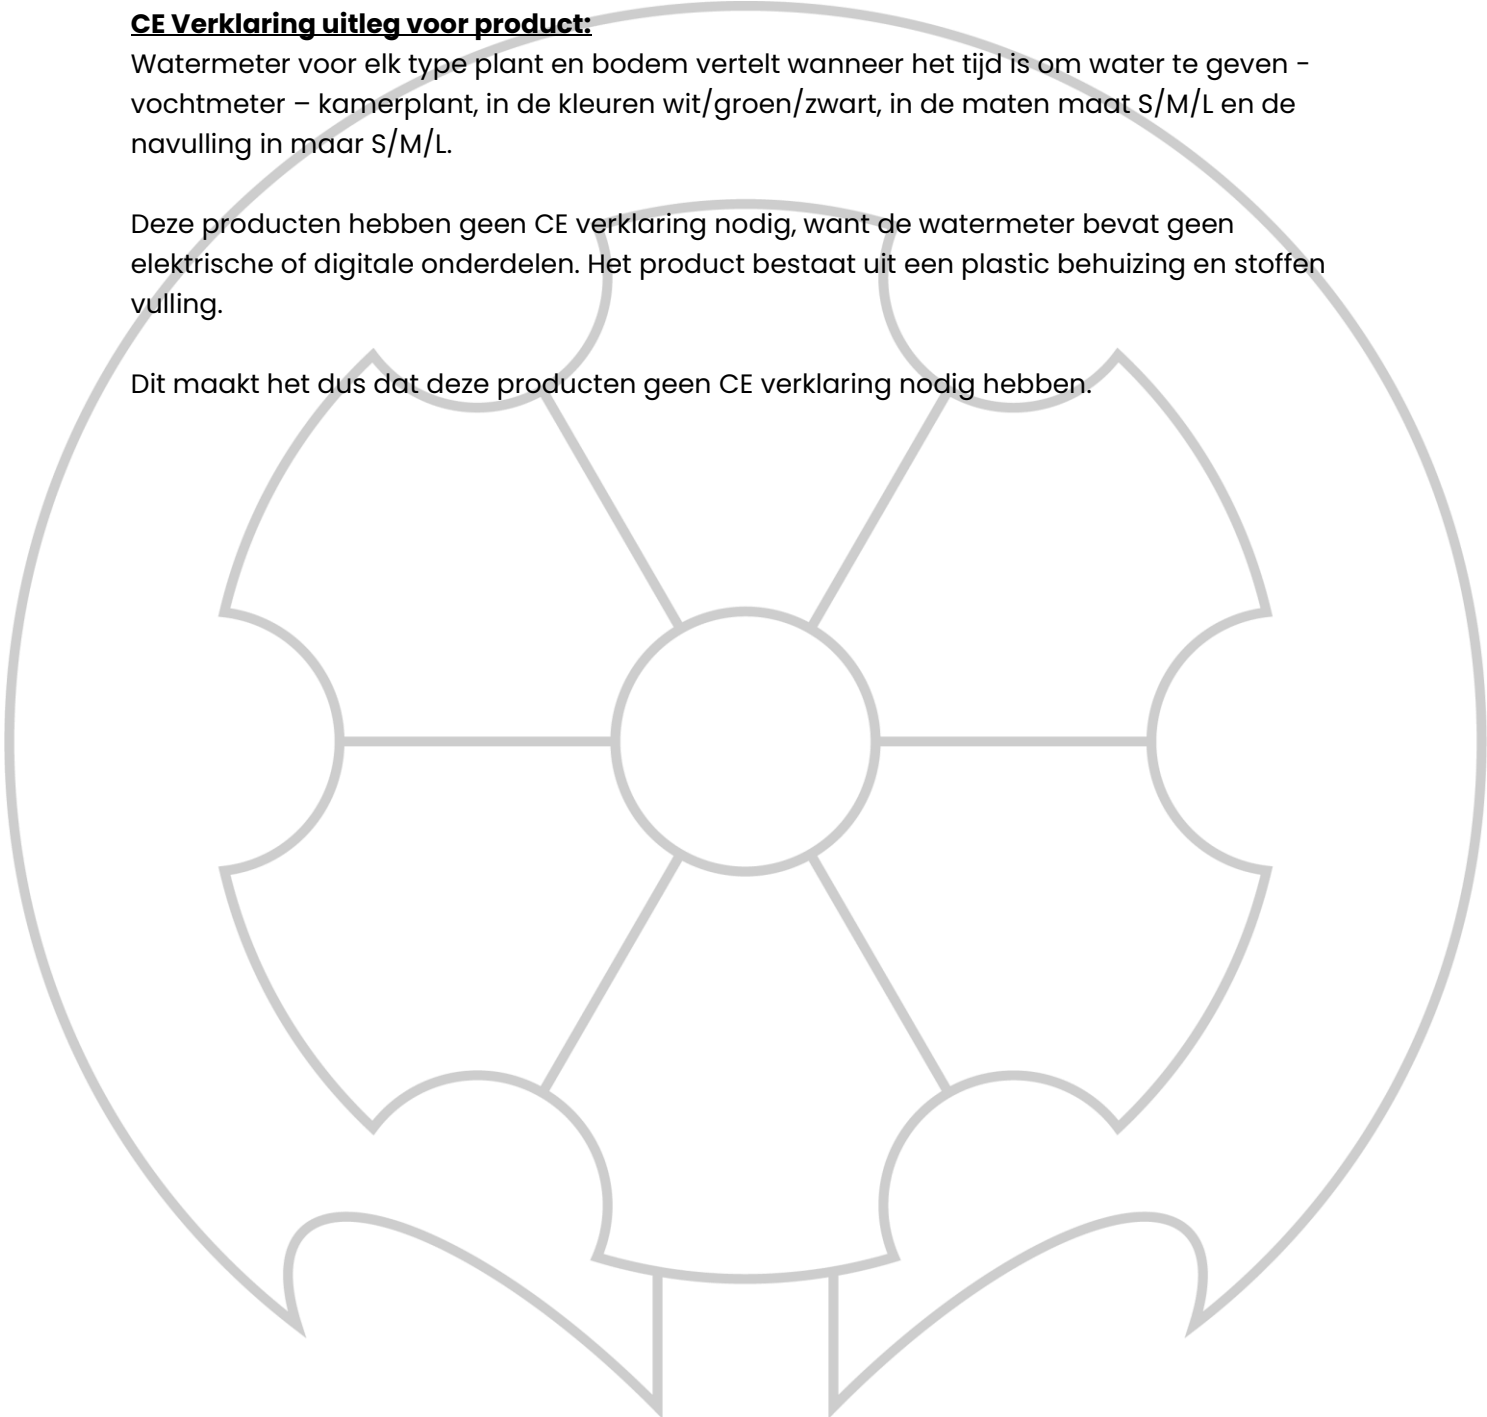 CE Verklaring uitleg voor product:
Watermeter voor elk type plant en bodem vertelt wanneer het tijd is om water te geven -
vochtmeter – kamerplant, in de kleuren wit/groen/zwart, in de maten maat S/M/L en de
navulling in maar S/M/L.
Deze producten hebben geen CE verklaring nodig, want de watermeter bevat geen
elektrische of digitale onderdelen. Het product bestaat uit een plastic behuizing en stoffen
vulling.
Dit maakt het dus dat deze producten geen CE verklaring nodig hebben.